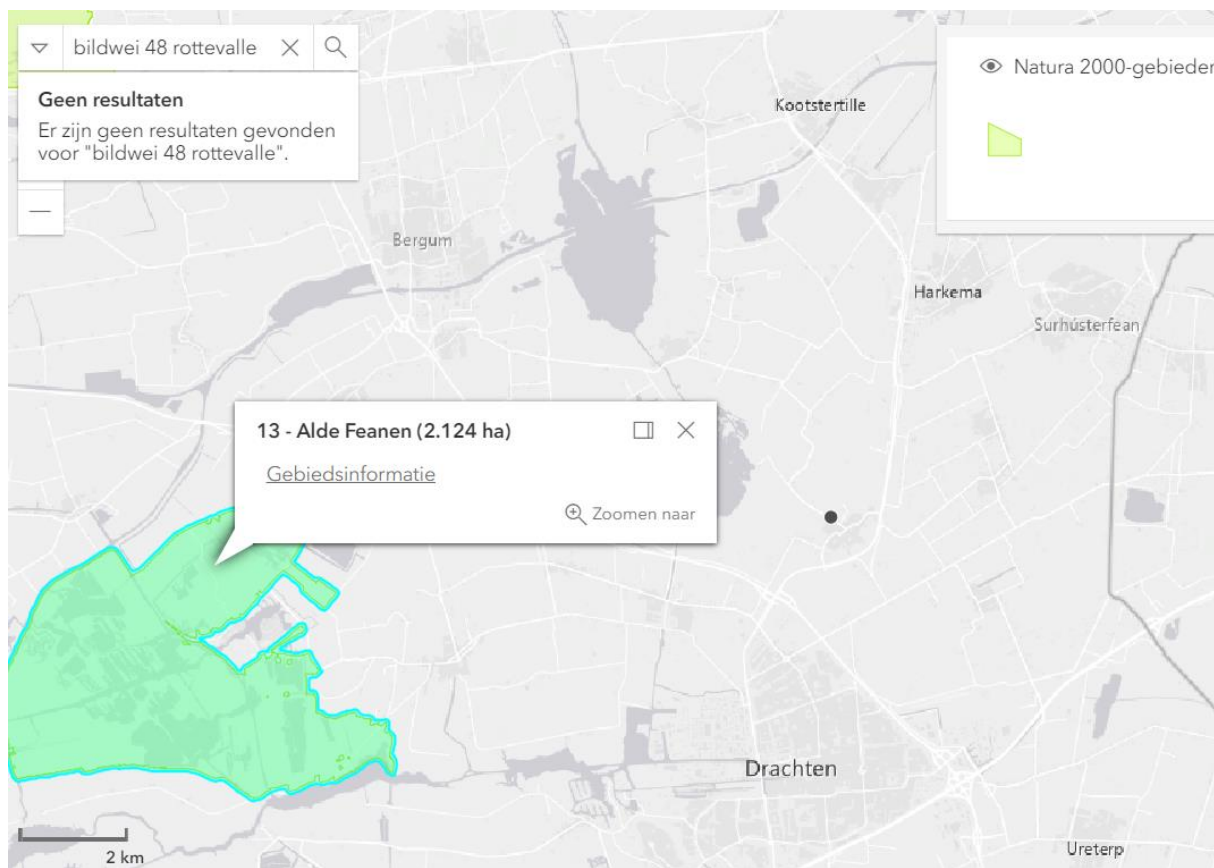 bildwei 48 rottevalle
Geen resultaten
Er zijn geen resultaten gevonden
voor "bildwei 48 rottevalle".
Natura 2000-gebieden
Kootstertille
Bergum
Harkema
Surhústerfean
13 - Alde Feanen (2.124 ha)
Gebiedsinformatie
Zoomen naar
Drachten
2 km
Ureterp